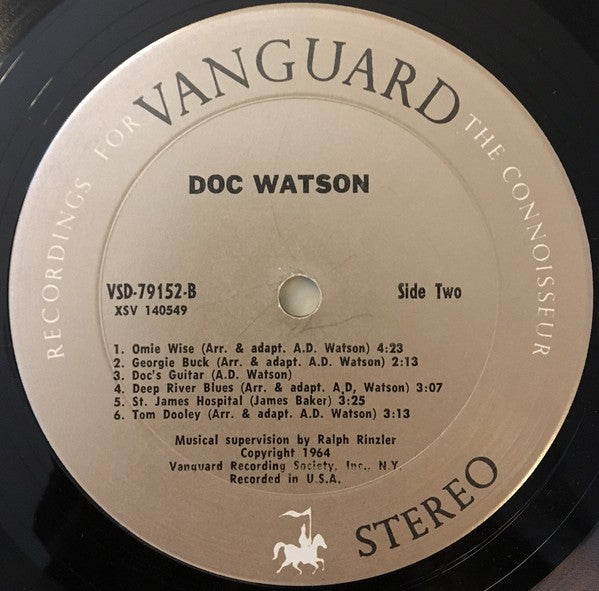 RECORDINGS FOR VANGUARD THE CONNOISSEUR
DOC WATSON
VSD-79152-B
XSV 140549
Side Two
1. Omie Wise (Arr. & adapt. A.D. Watson) 4:23
2. Georgie Buck (Arr. & adapt. A.D. Watson) 2:13
3. Doc's Guitar (A.D. Watson)
4. Deep River Blues (Arr. & adapt. A,D, Watson) 3:07
5. St. James Hospital (James Baker) 3:25
6. Tom Dooley (Arr. & adapt. A.D. Watson) 3:13
Musical supervision by Ralph Rinzler
Copyright 1964
Vanguard Recording Society, Inc., N.Y.
Recorded in U.S.A.
STEREO